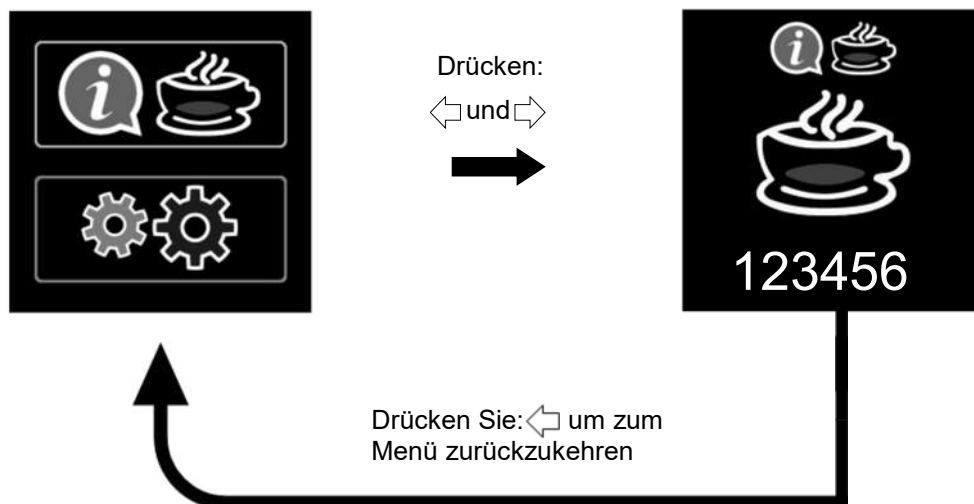 Drücken:
und
123456
Drücken Sie: um zum
Menü zurückzukehren